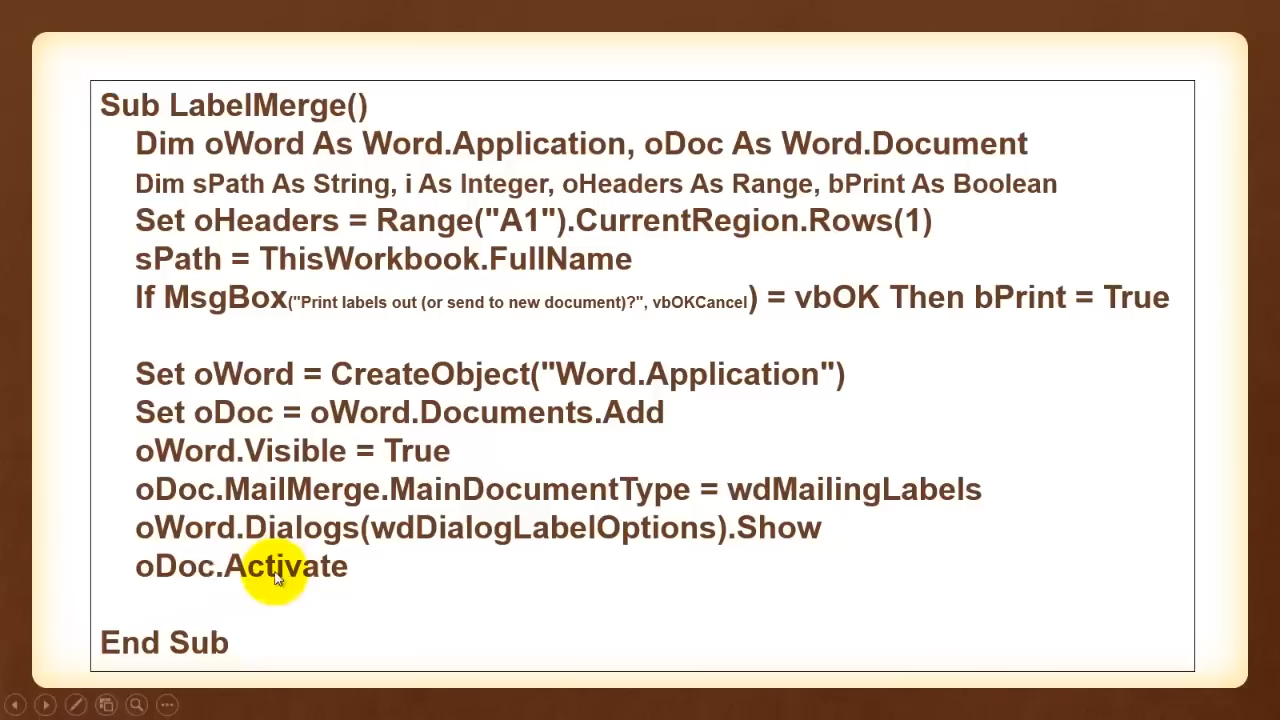 Sub LabelMerge()
Dim oWord As Word.Application, oDoc As Word.Document
Dim sPath As String, i As Integer, oHeaders As Range, bPrint As Boolean
Set oHeaders = Range("A1").CurrentRegion.Rows(1)
sPath = ThisWorkbook.FullName
If MsgBox("Print labels out (or send to new document)?", vbOKCancel) = vbOK Then bPrint = True
Set oWord = CreateObject("Word.Application")
Set oDoc = oWord.Documents.Add
oWord.Visible = True
oDoc.MailMerge.MainDocumentType = wdMailingLabels
oWord.Dialogs(wdDialogLabelOptions).Show
oDoc.Activate
End Sub